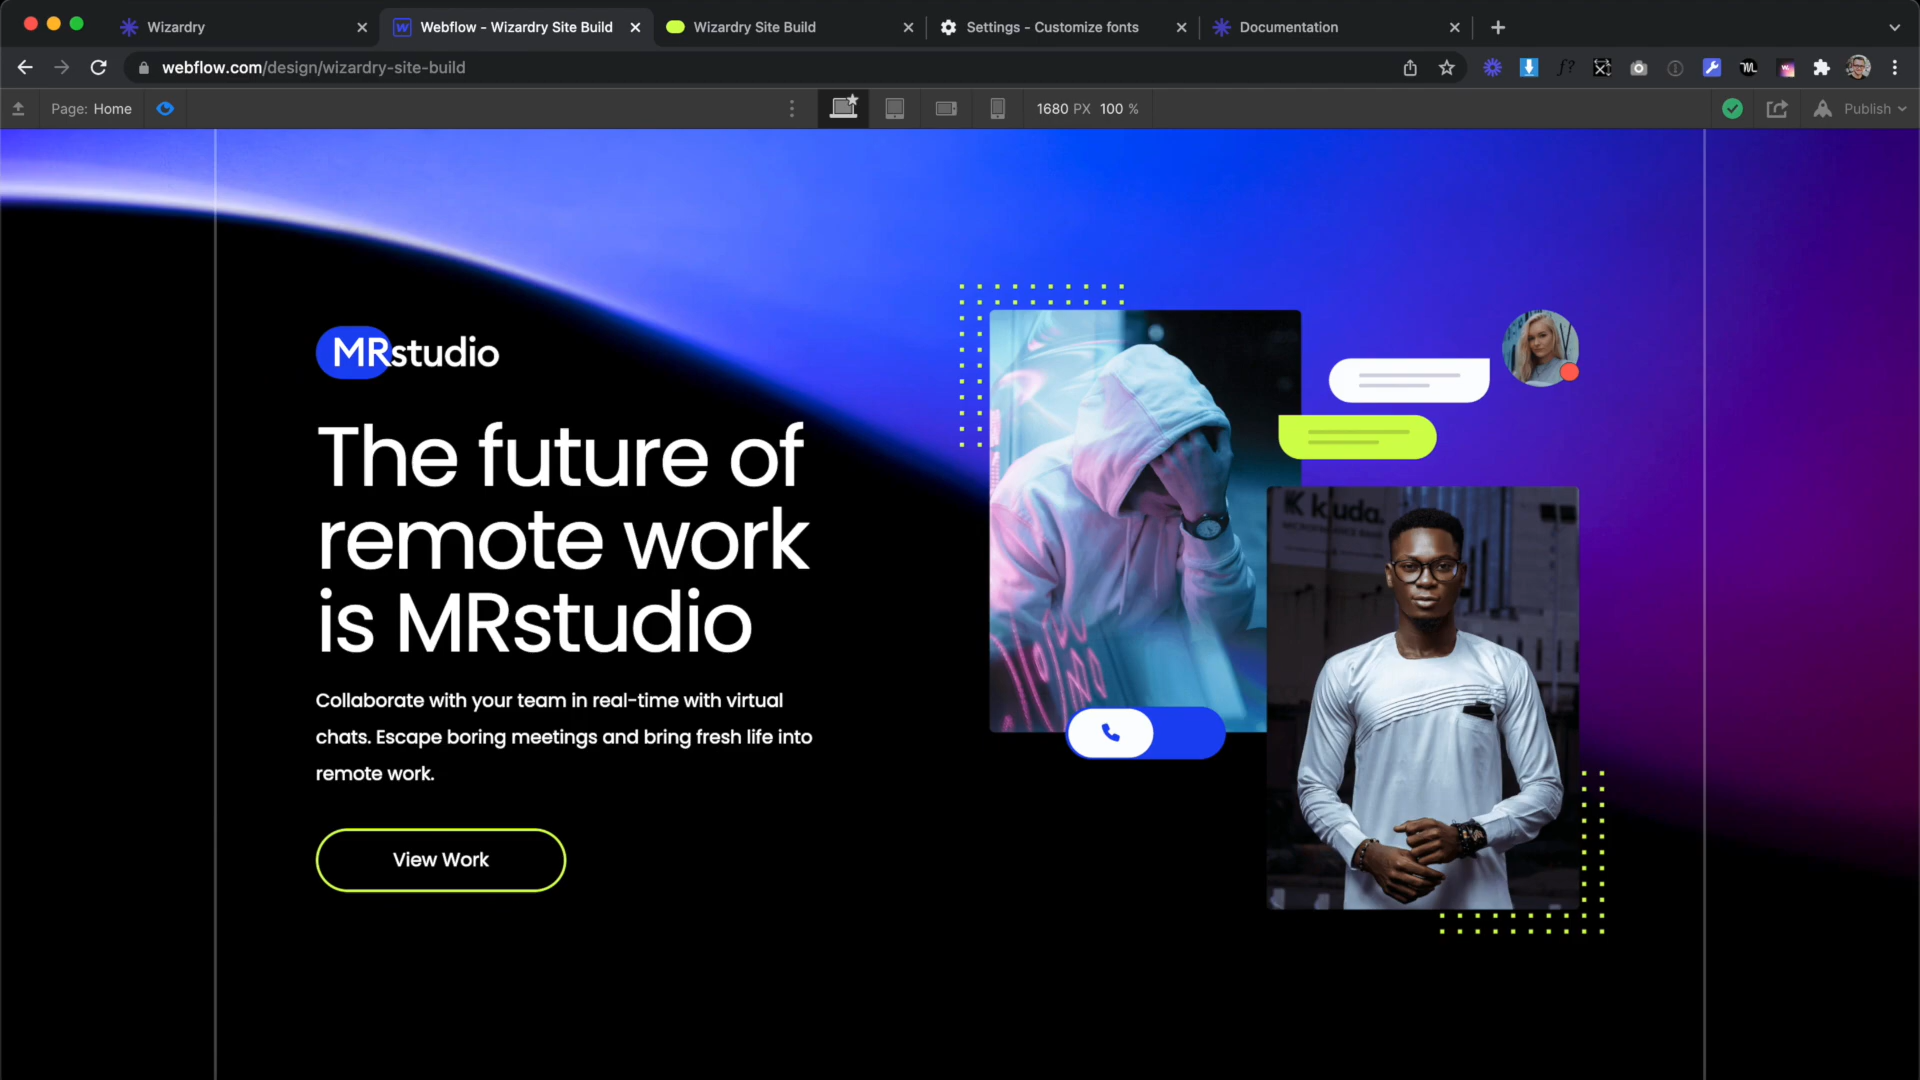 Wizardry
Webflow - Wizardry Site Build
Wizardry Site Build
Settings - Customize fonts
Documentation
webflow.com/design/wizardry-site-build
f?
Page: Home
1680 PX 100 %
Publish
MRstudio
The future of
remote work
is MRstudio
Collaborate with your team in real-time with virtual
chats. Escape boring meetings and bring fresh life into
remote work.
View Work
kuda.